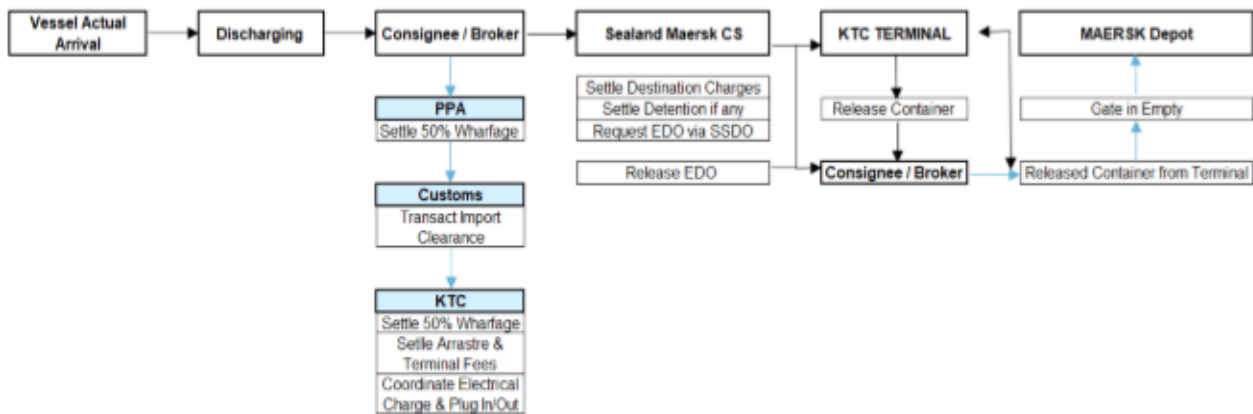 Vessel Actual
Arrival
Discharging
Consignee / Broker
Sealand Maersk CS
KTC TERMINAL
MAERSK Depot
PPA
Settle 50% Wharfage
Customs
Transact Import
Clearance
KTC
Settle 50% Wharfage
Setlle Arrastre &
Terminal Fees
Coordinate Electrical
Charge & Plug In/Out
Settle Destination Charges
Settle Detention if any
Request EDO via SSDO
Release EDO
Release Container
Consignee / Broker
Gate in Empty
Released Container from Terminal